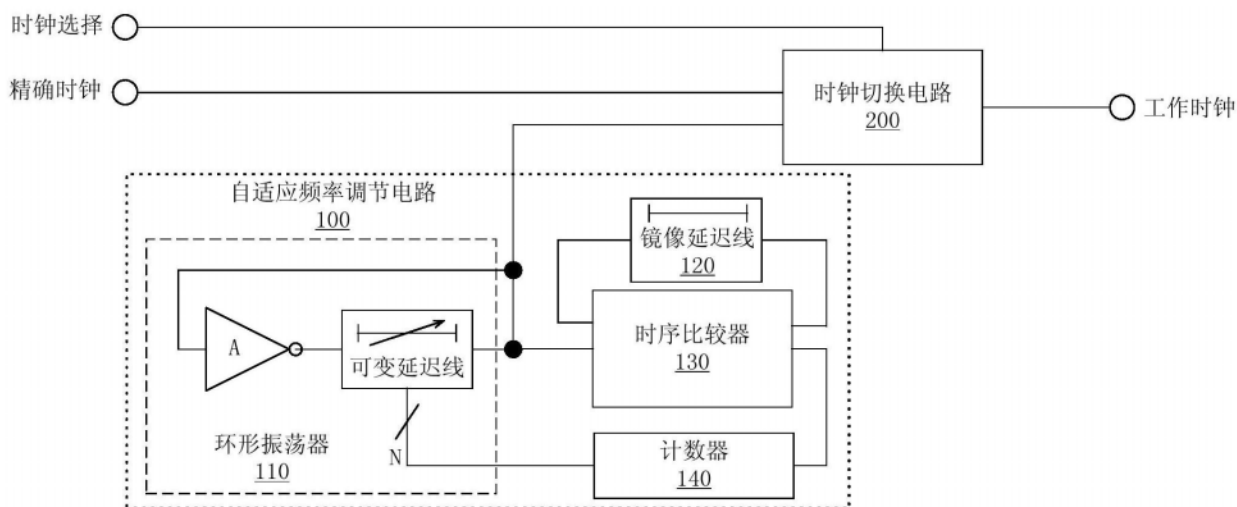 时钟选择
精确时钟
时钟切换电路
200
工作时钟
自适应频率调节电路
100
镜像延迟线
120
A
可变延迟线
时序比较器
130
环形振荡器
110
N
计数器
140